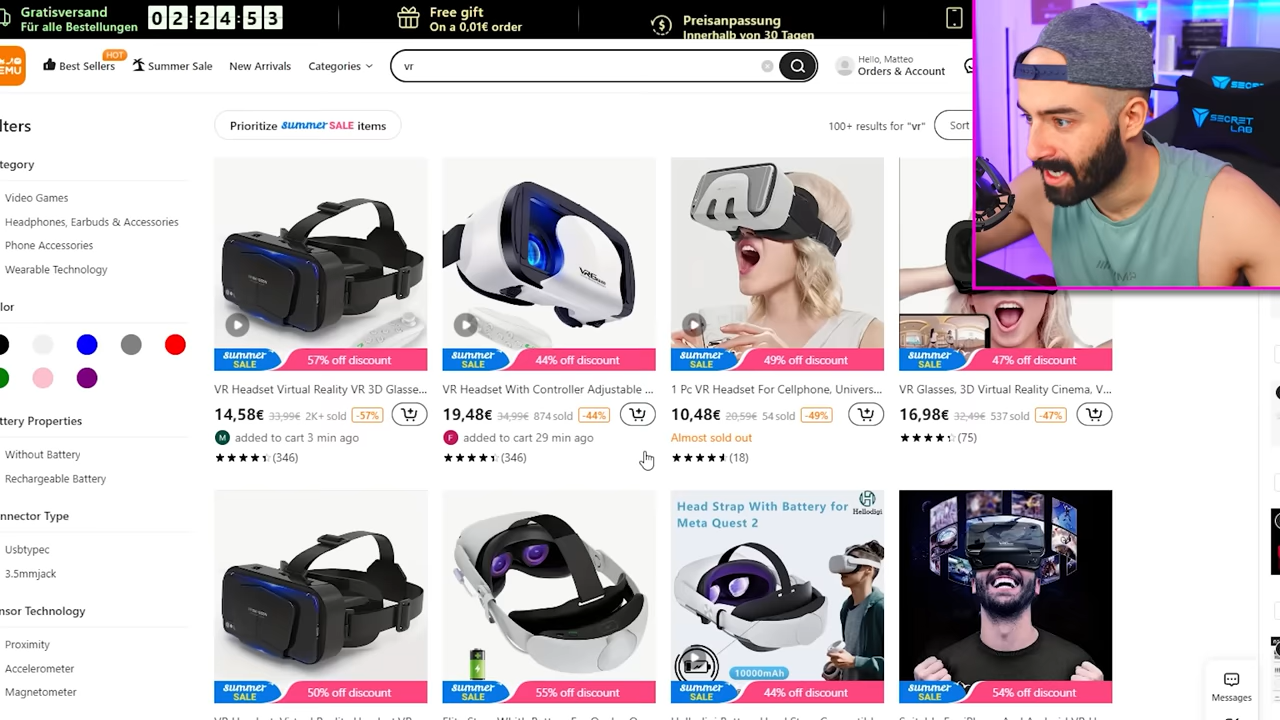 Gratisversand
Für alle Bestellungen
02:24:53
Free gift
On a 0,01€ order
Preisanpassung
Innerhalb von 30 Tagen
EMU
Best Sellers
HOT
Summer Sale
New Arrivals
Categories
vr
Hello, Matteo
Orders & Account
SECRET
LAB
lters
Prioritize summer SALE items
100+ results for "vr"
Sort
tegory
Video Games
Headphones, Earbuds & Accessories
Phone Accessories
Wearable Technology
lor
ttery Properties
Without Battery
Rechargeable Battery
nnector Type
Usbtypec
3.5mmjack
nsor Technology
Proximity
Accelerometer
Magnetometer
summer SALE
57% off discount
VR Headset Virtual Reality VR 3D Glasse...
14,58€ 33,99€ 2K+ sold -57%
M added to cart 3 min ago
(346)
summer SALE
44% off discount
VR Headset With Controller Adjustable ...
19,48€ 34,99€ 874 sold -44%
F added to cart 29 min ago
(346)
summer SALE
49% off discount
1 Pc VR Headset For Cellphone, Univers...
10,48€ 20,59€ 54 sold -49%
Almost sold out
(18)
summer SALE
47% off discount
VR Glasses, 3D Virtual Reality Cinema, V...
16,98€ 32,49€ 537 sold -47%
(75)
summer SALE
50% off discount
summer SALE
55% off discount
Head Strap With Battery for
Meta Quest 2
Hellodigi
10000mAh
summer SALE
44% off discount
summer SALE
54% off discount
Messages